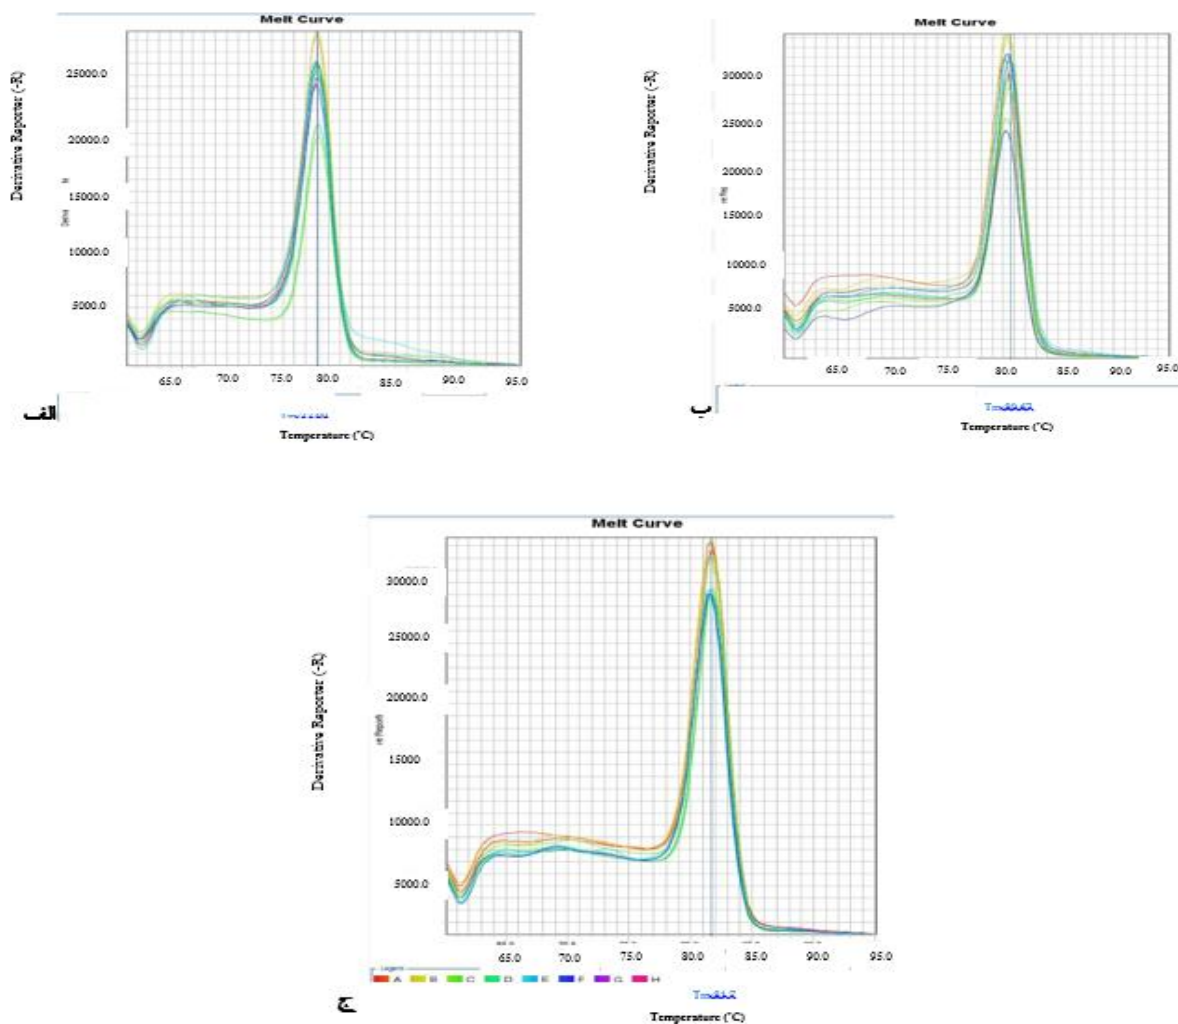 Melt Curve
Derivative Reporter (-R)
25000.0
20000.0
15000.0
10000.0
5000.0
65.0 70.0 75.0 80.0 85.0 90.0 95.0
الف
Temperature (°C)
Melt Curve
Derivative Reporter (-R)
30000.0
25000.0
20000.0
15000.0
10000.0
5000.0
65.0 70.0 75.0 80.0 85.0 90.0 95.0
ب
Temperature (°C)
Melt Curve
Derivative Reporter (-R)
30000.0
25000.0
20000.0
15000
10000.0
5000.0
65.0 70.0 75.0 80.0 85.0 90.0 95.0
A B C D E F G H
ج
Temperature (°C)